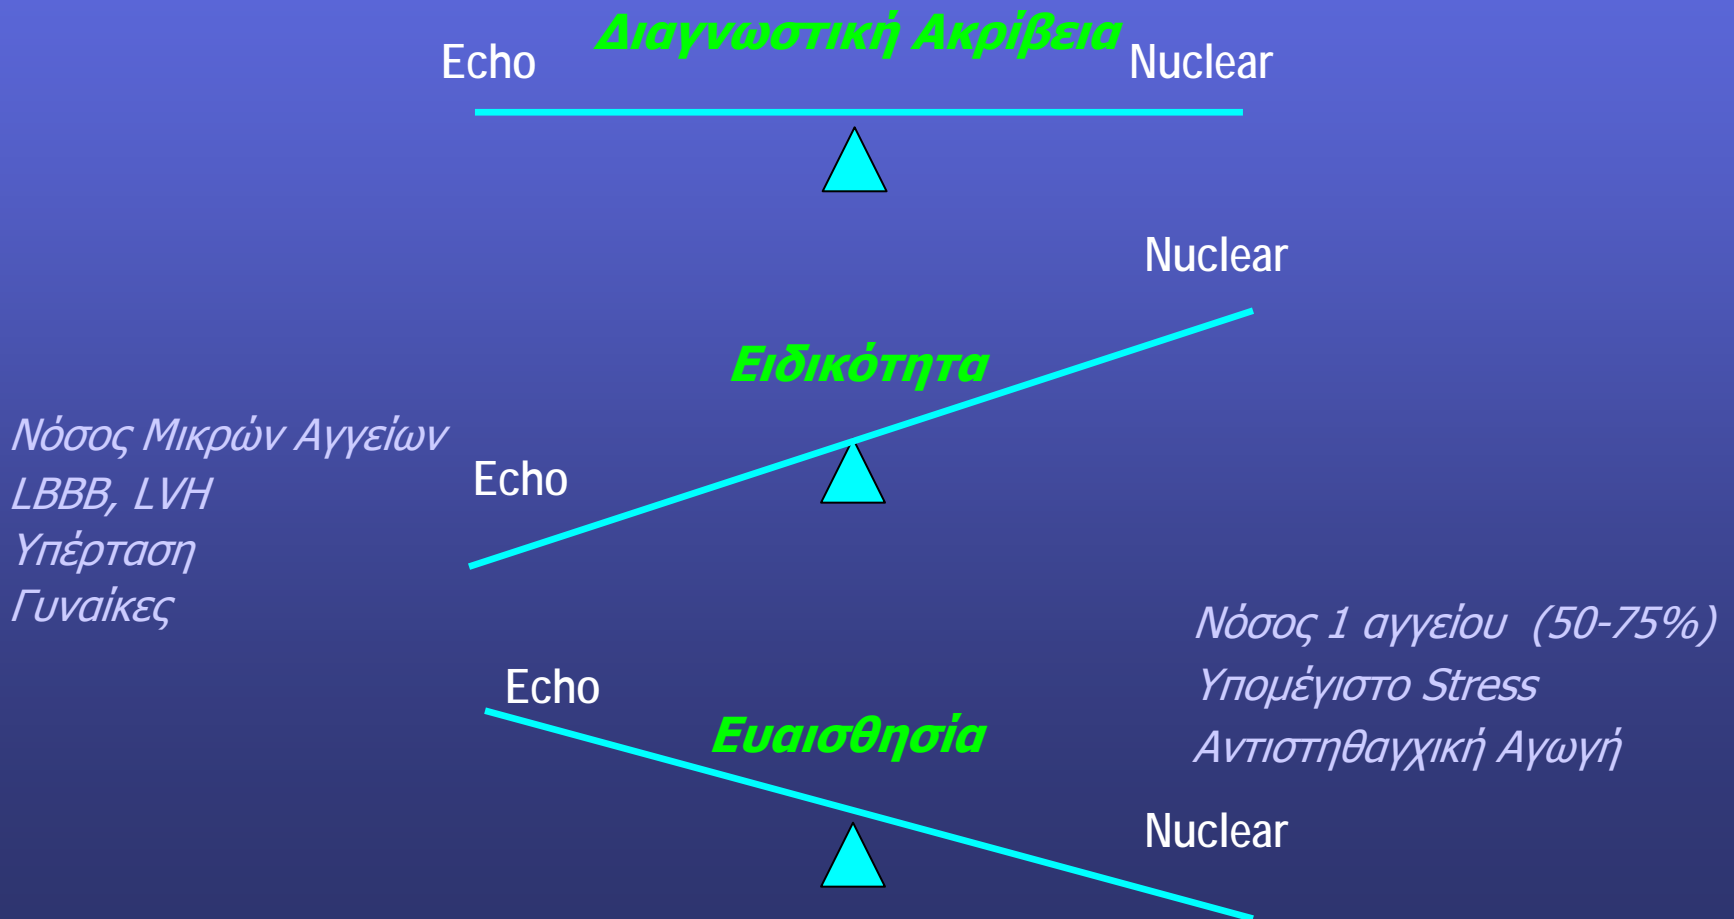 Διαγνωστική Ακρίβεια
Echo
Nuclear
Nuclear
Ειδικότητα
Echo
Νόσος Μικρών Αγγείων
LBBB, LVH
Υπέρταση
Γυναίκες
Νόσος 1 αγγείου (50-75%)
Υπομέγιστο Stress
Αντιστηθαγχική Αγωγή
Echo
Ευαισθησία
Nuclear